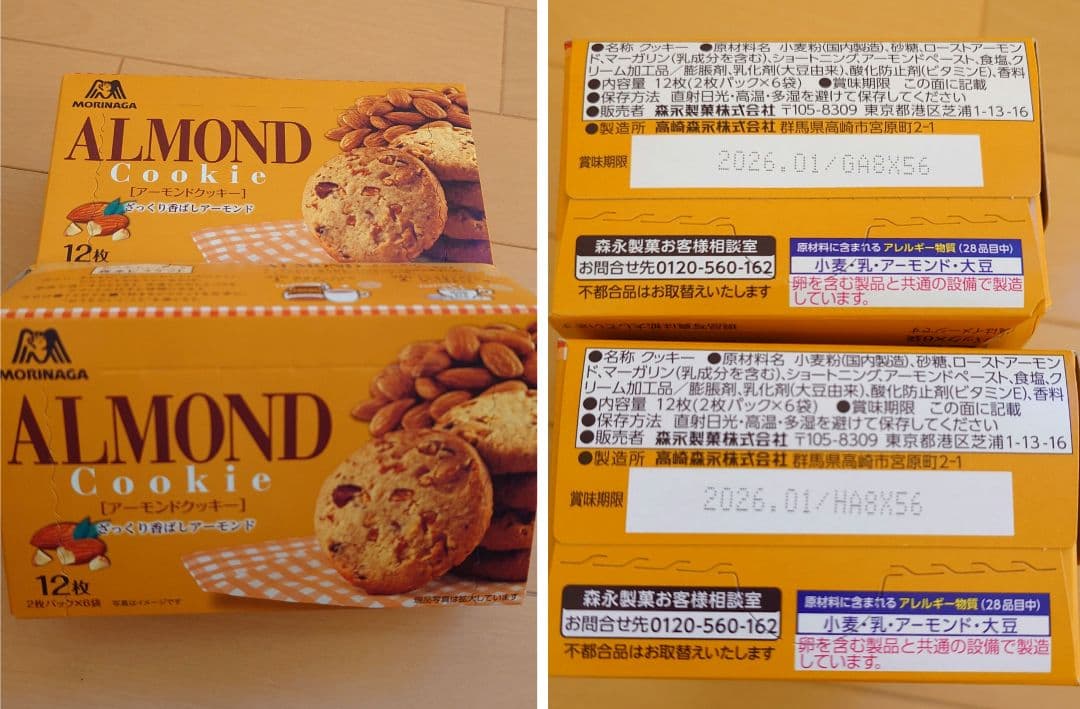 MORINAGA
ALMOND
Cookie
[アーモンドクッキー]
ざっくり香ばしアーモンド
12枚
MORINAGA
ALMOND
Cookie
[アーモンドクッキー]
ざっくり香ばしアーモンド
12枚
2枚パック×6袋 写真はイメージです
商品写真は拡大しています
●名称 クッキー ●原材料名 小麦粉(国内製造)、砂糖、ローストアーモン
ド、マーガリン(乳成分を含む)、ショートニング、アーモンドペースト、食塩、ク
リーム加工品/膨脹剤、乳化剤(大豆由来)、酸化防止剤(ビタミンE)、香料
●内容量 12枚(2枚パック×6袋) ●賞味期限 この面に記載
●保存方法 直射日光・高温・多湿を避けて保存してください
●販売者 森永製菓株式会社 〒105-8309 東京都港区芝浦1-13-16
●製造所 高崎森永株式会社 群馬県高崎市宮原町2-1
賞味期限 2026.01/GA8X56
森永製菓お客様相談室
お問合せ先0120-560-162
不都合品はお取替えいたします
原材料に含まれるアレルギー物質(28品目中)
小麦・乳・アーモンド・大豆
卵を含む製品と共通の設備で製造
しています。
●名称 クッキー ●原材料名 小麦粉(国内製造)、砂糖、ローストアーモン
ド、マーガリン(乳成分を含む)、ショートニング、アーモンドペースト、食塩、ク
リーム加工品/膨脹剤、乳化剤(大豆由来)、酸化防止剤(ビタミンE)、香料
●内容量 12枚(2枚パック×6袋) ●賞味期限 この面に記載
●保存方法 直射日光・高温・多湿を避けて保存してください
●販売者 森永製菓株式会社 〒105-8309 東京都港区芝浦1-13-16
●製造所 高崎森永株式会社 群馬県高崎市宮原町2-1
賞味期限 2026.01/HA8X56
森永製菓お客様相談室
お問合せ先0120-560-162
不都合品はお取替えいたします
原材料に含まれるアレルギー物質(28品目中)
小麦・乳・アーモンド・大豆
卵を含む製品と共通の設備で製造
しています。